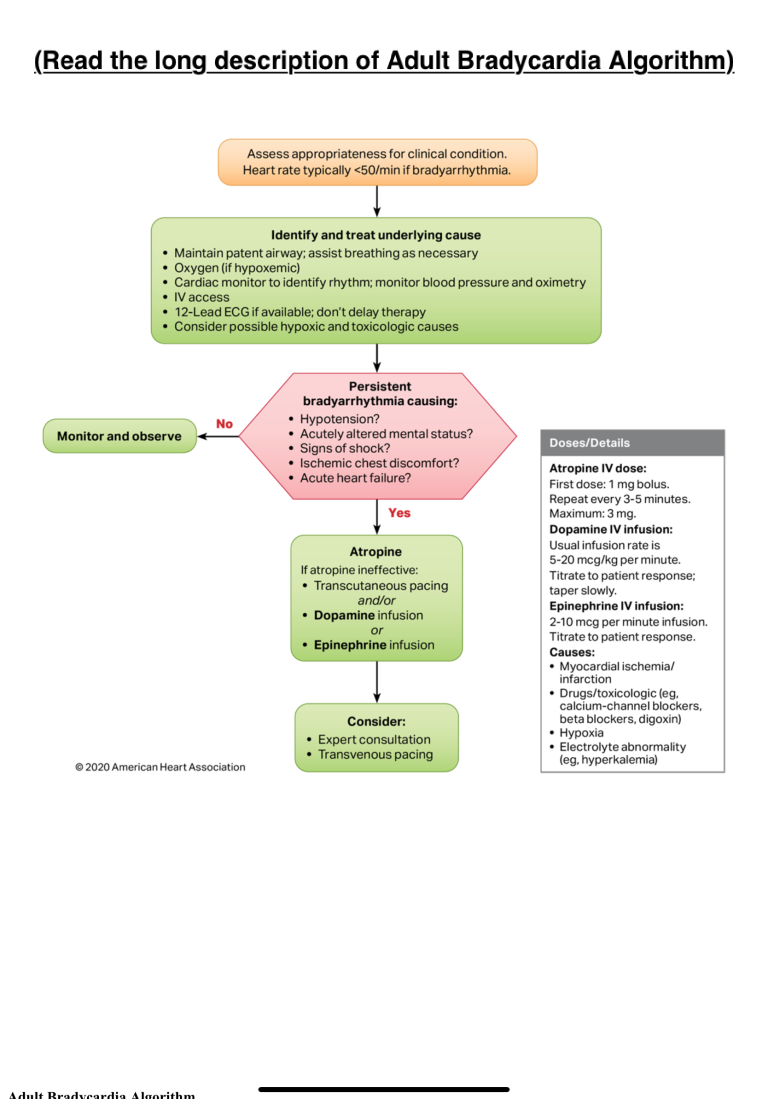 (Read the long description of Adult Bradycardia Algorithm)
Assess appropriateness for clinical condition.
Heart rate typically <50/min if bradyarrhythmia.
Identify and treat underlying cause
• Maintain patent airway; assist breathing as necessary
• Oxygen (if hypoxemic)
• Cardiac monitor to identify rhythm; monitor blood pressure and oximetry
• IV access
• 12-Lead ECG if available; don't delay therapy
• Consider possible hypoxic and toxicologic causes
Persistent
bradyarrhythmia causing:
• Hypotension?
• Acutely altered mental status?
• Signs of shock?
• Ischemic chest discomfort?
• Acute heart failure?
No
Monitor and observe
Yes
Atropine
If atropine ineffective:
• Transcutaneous pacing
and/or
• Dopamine infusion
or
• Epinephrine infusion
Consider:
• Expert consultation
• Transvenous pacing
Doses/Details
Atropine IV dose:
First dose: 1 mg bolus.
Repeat every 3-5 minutes.
Maximum: 3 mg.
Dopamine IV infusion:
Usual infusion rate is
5-20 mcg/kg per minute.
Titrate to patient response;
taper slowly.
Epinephrine IV infusion:
2-10 mcg per minute infusion.
Titrate to patient response.
Causes:
• Myocardial ischemia/
infarction
• Drugs/toxicologic (eg,
calcium-channel blockers,
beta blockers, digoxin)
• Hypoxia
• Electrolyte abnormality
(eg, hyperkalemia)
© 2020 American Heart Association
Adult Bradycardia Algorithm